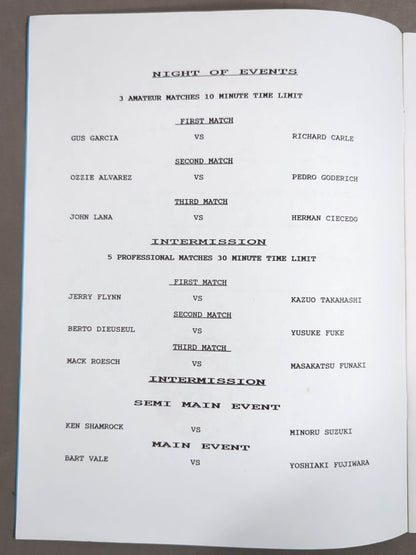 NIGHT OF EVENTS
3 AMATEUR MATCHES 10 MINUTE TIME LIMIT
FIRST MATCH
GUS GARCIA VS RICHARD CARLE
SECOND MATCH
OZZIE ALVAREZ VS PEDRO GODERICH
THIRD MATCH
JOHN LANA VS HERMAN CIECEDO
INTERMISSION
5 PROFESSIONAL MATCHES 30 MINUTE TIME LIMIT
FIRST MATCH
JERRY FLYNN VS KAZUO TAKAHASHI
SECOND MATCH
BERTO DIEUSEUL VS YUSUKE FUKE
THIRD MATCH
MACK ROESCH VS MASAKATSU FUNAKI
INTERMISSION
SEMI MAIN EVENT
KEN SHAMROCK VS MINORU SUZUKI
MAIN EVENT
BART VALE VS YOSHIAKI FUJIWARA